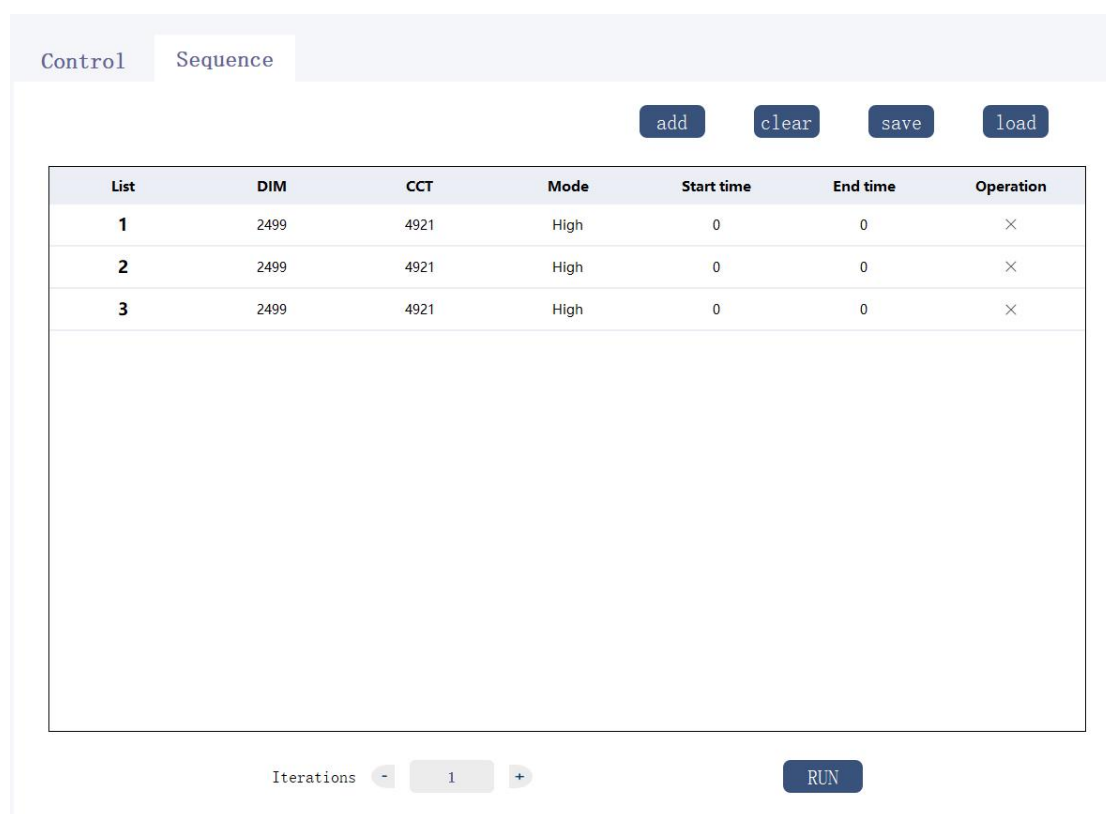 Control Sequence
add clear save load
List DIM CCT Mode Start time End time Operation
1 2499 4921 High 0 0 ×
2 2499 4921 High 0 0 ×
3 2499 4921 High 0 0 ×
Iterations - 1 + RUN